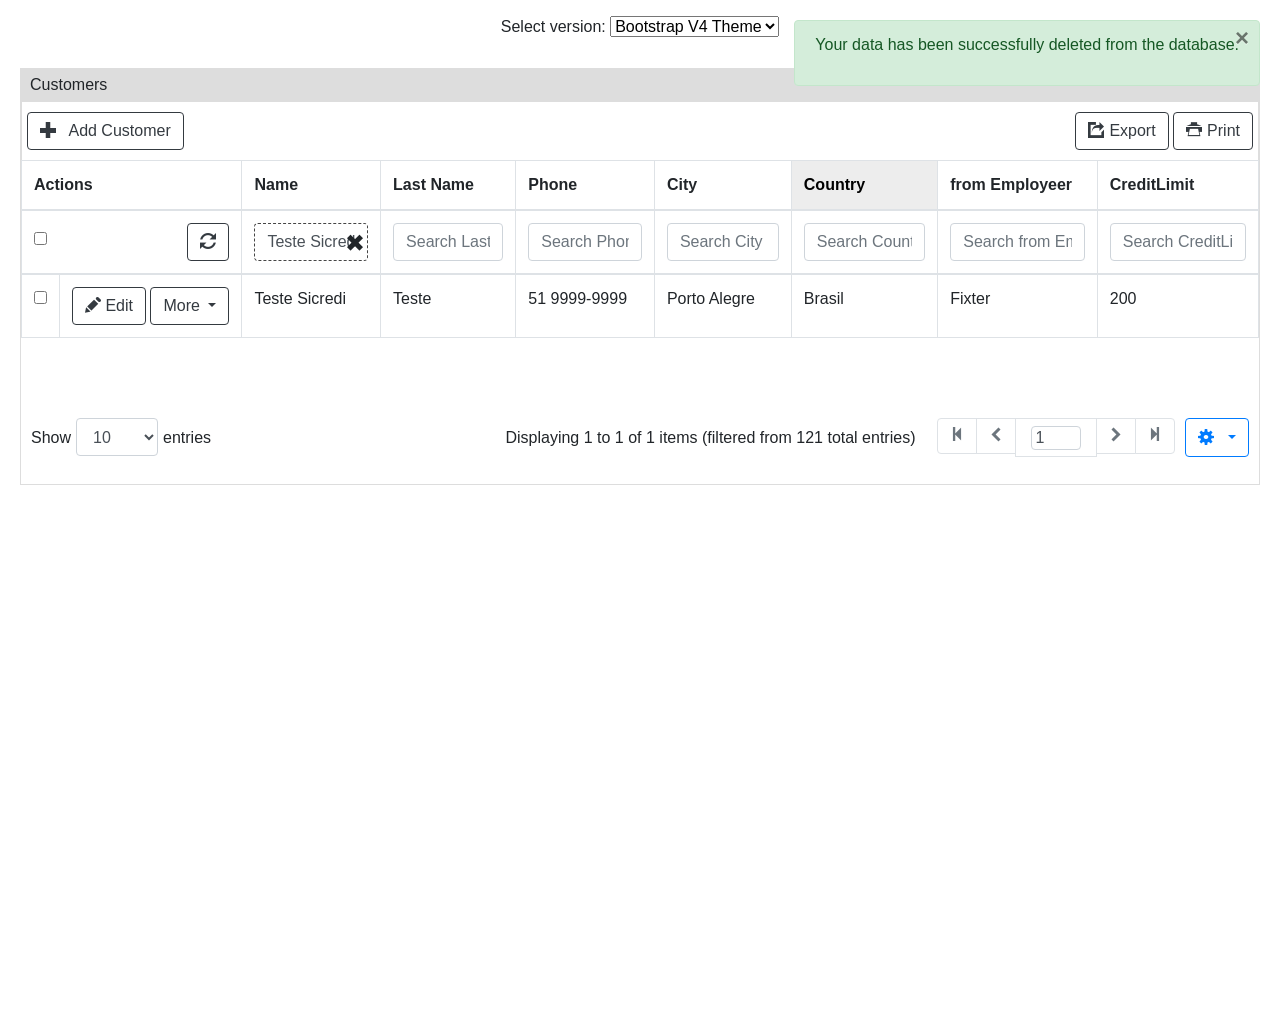 Select version: Bootstrap V4 Theme
Your data has been successfully deleted from the database.
Customers
Add Customer
Export Print
Actions Name Last Name Phone City Country from Employeer CreditLimit
Teste Sicredi Search Last Search Phon Search City Search Count Search from Em Search CreditLi
Edit More Teste Sicredi Teste 51 9999-9999 Porto Alegre Brasil Fixter 200
Show 10 entries Displaying 1 to 1 of 1 items (filtered from 121 total entries) 1